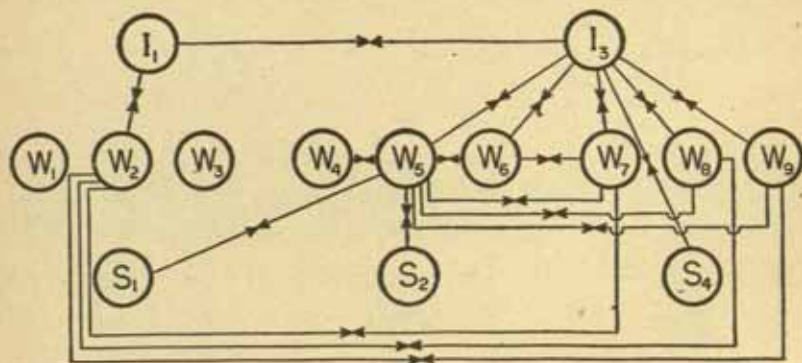 I₁ I₃
W₁ W₂ W₃ W₄ W₅ W₆ W₇ W₈ W₉
S₁ S₂ S₄